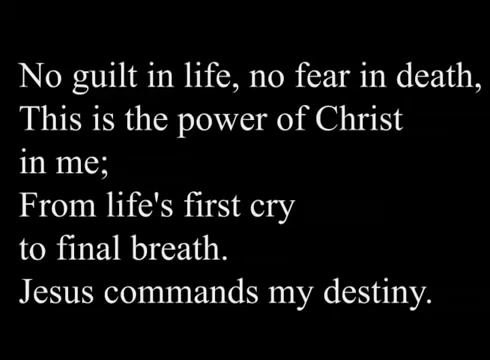 No guilt in life, no fear in death,
This is the power of Christ
in me;
From life's first cry
to final breath.
Jesus commands my destiny.